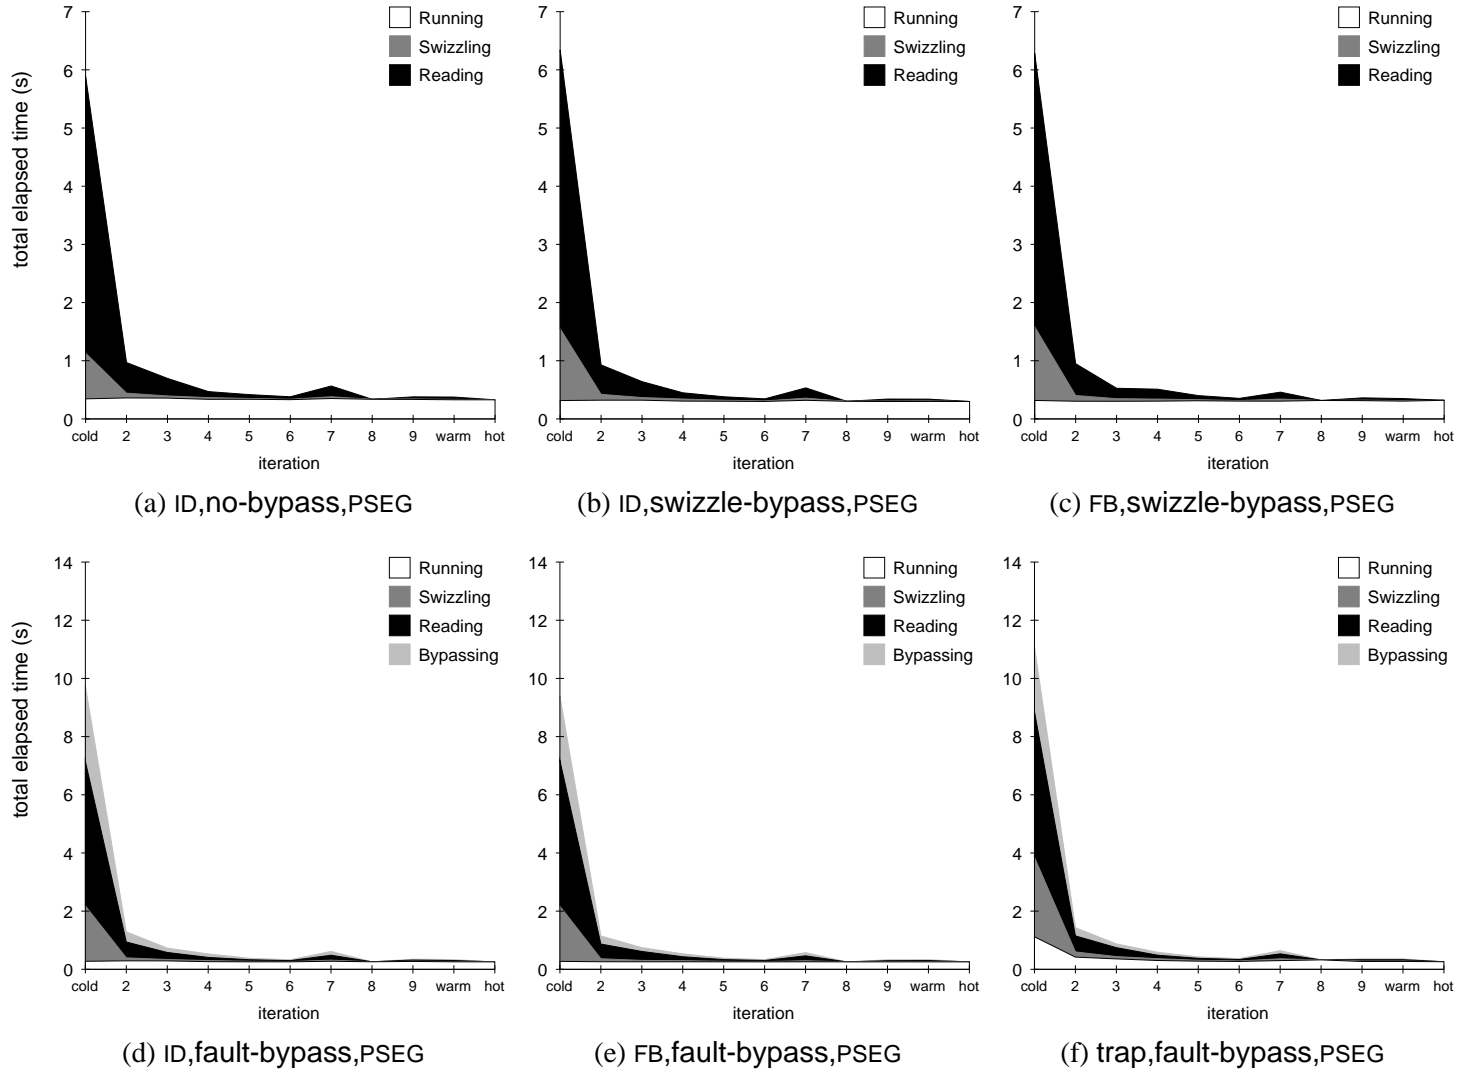 total elapsed time (s)
7
6
5
4
3
2
1
0
Running
Swizzling
Reading
cold 2 3 4 5 6 7 8 9 warm hot
iteration
(a) ID,no-bypass,PSEG
7
6
5
4
3
2
1
0
Running
Swizzling
Reading
cold 2 3 4 5 6 7 8 9 warm hot
iteration
(b) ID,swizzle-bypass,PSEG
7
6
5
4
3
2
1
0
Running
Swizzling
Reading
cold 2 3 4 5 6 7 8 9 warm hot
iteration
(c) FB,swizzle-bypass,PSEG
total elapsed time (s)
14
12
10
8
6
4
2
0
Running
Swizzling
Reading
Bypassing
cold 2 3 4 5 6 7 8 9 warm hot
iteration
(d) ID,fault-bypass,PSEG
14
12
10
8
6
4
2
0
Running
Swizzling
Reading
Bypassing
cold 2 3 4 5 6 7 8 9 warm hot
iteration
(e) FB,fault-bypass,PSEG
14
12
10
8
6
4
2
0
Running
Swizzling
Reading
Bypassing
cold 2 3 4 5 6 7 8 9 warm hot
iteration
(f) trap,fault-bypass,PSEG